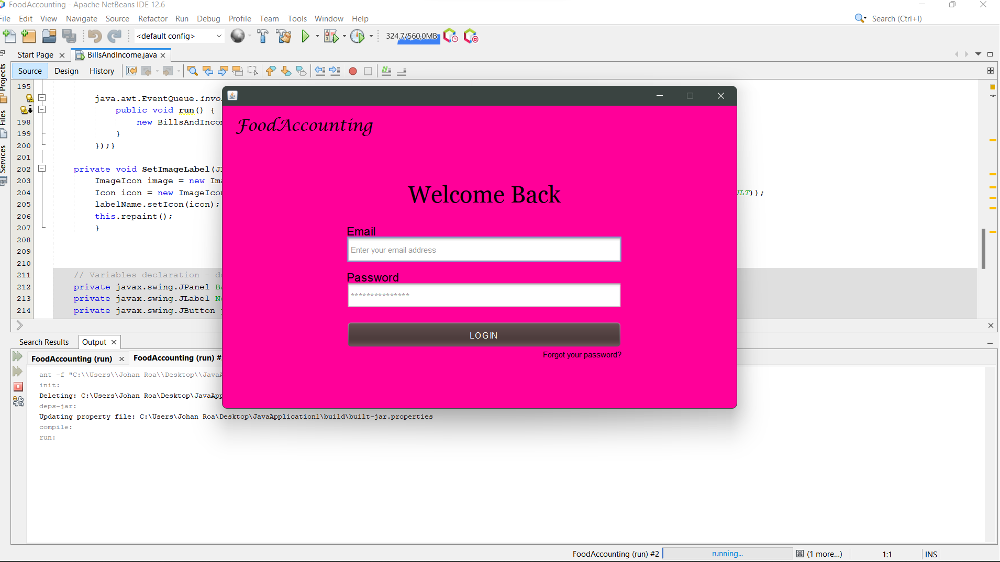 FoodAccounting - Apache NetBeans IDE 12.6
File Edit View Navigate Source Refactor Run Debug Profile Team Tools Window Help
Search (Ctrl+I)
<default config>
324,7/560,0MB
Start Page
BillsAndIncome.java
Source Design History
Projects
Files
Services
195
java.awt.EventQueue.invo
public void run() {
198 new BillsAndIncom
199 }
200 });}
201
202 private void SetImageLabel(J
203 ImageIcon image = new Ima
204 Icon icon = new ImageIcon
ULT));
205 labelName.setIcon(icon);
206 this.repaint();
207 }
208
209
210
211 // Variables declaration - d
212 private javax.swing.JPanel Ba
213 private javax.swing.JLabel No
214 private javax.swing.JButton j
FoodAccounting
Welcome Back
Email
Enter your email address
Password
***************
LOGIN
Forgot your password?
Search Results
Output
FoodAccounting (run)
FoodAccounting (run) #
ant -f "C:\\Users\\Johan Roa\\Desktop\\JavaA
init:
Deleting: C:\Users\Johan Roa\Desktop\JavaApp
deps-jar:
Updating property file: C:\Users\Johan Roa\Desktop\JavaApplication1\build\built-jar.properties
compile:
run:
FoodAccounting (run) #2
running...
(1 more...)
1:1
INS